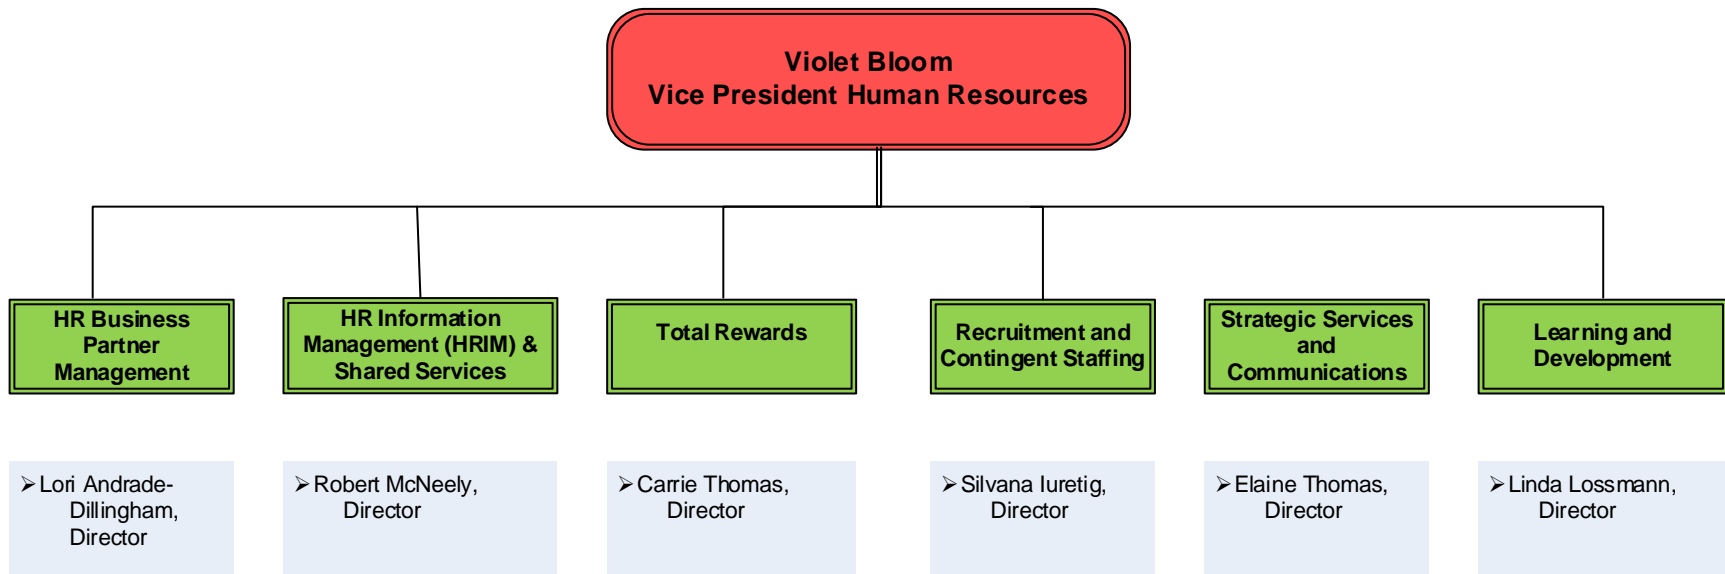 Violet Bloom
Vice President Human Resources
HR Business
Partner
Management
HR Information
Management (HRIM) &
Shared Services
Total Rewards
Recruitment and
Contingent Staffing
Strategic Services
and
Communications
Learning and
Development
➢ Lori Andrade-
Dillingham,
Director
➢ Robert McNeely,
Director
➢ Carrie Thomas,
Director
➢ Silvana Iuretig,
Director
➢ Elaine Thomas,
Director
➢ Linda Lossmann,
Director